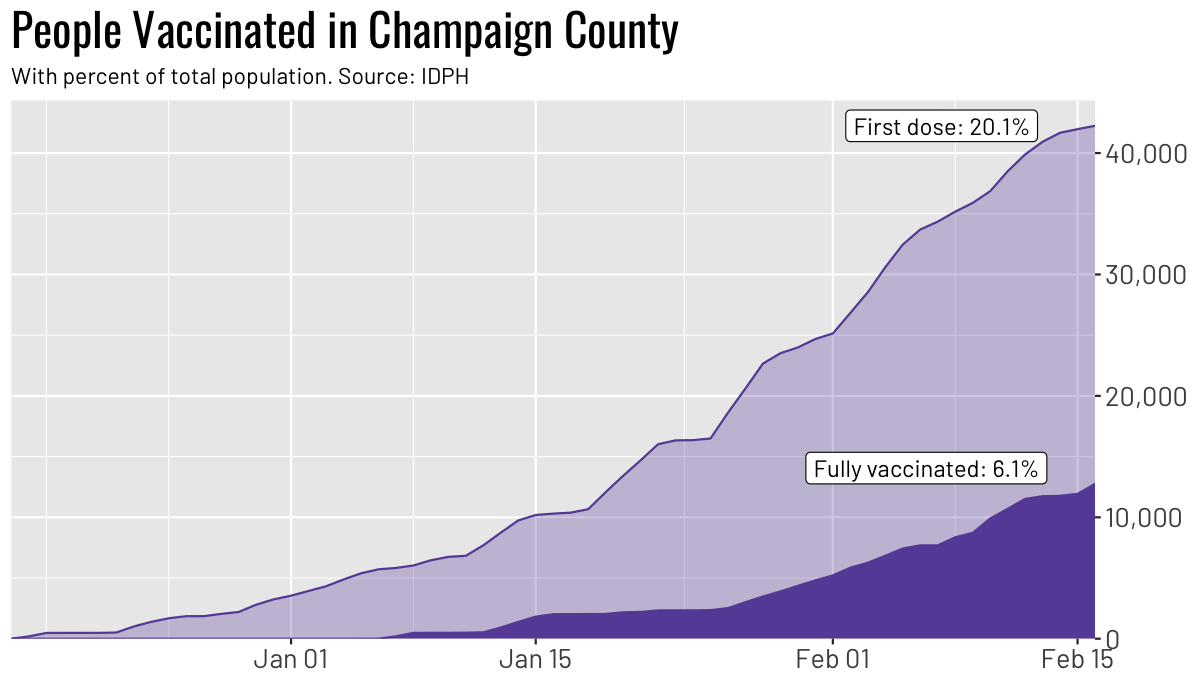 People Vaccinated in Champaign County
With percent of total population. Source: IDPH
First dose: 20.1%
40,000
30,000
20,000
Fully vaccinated: 6.1%
10,000
0
Jan 01
Jan 15
Feb 01
Feb 15